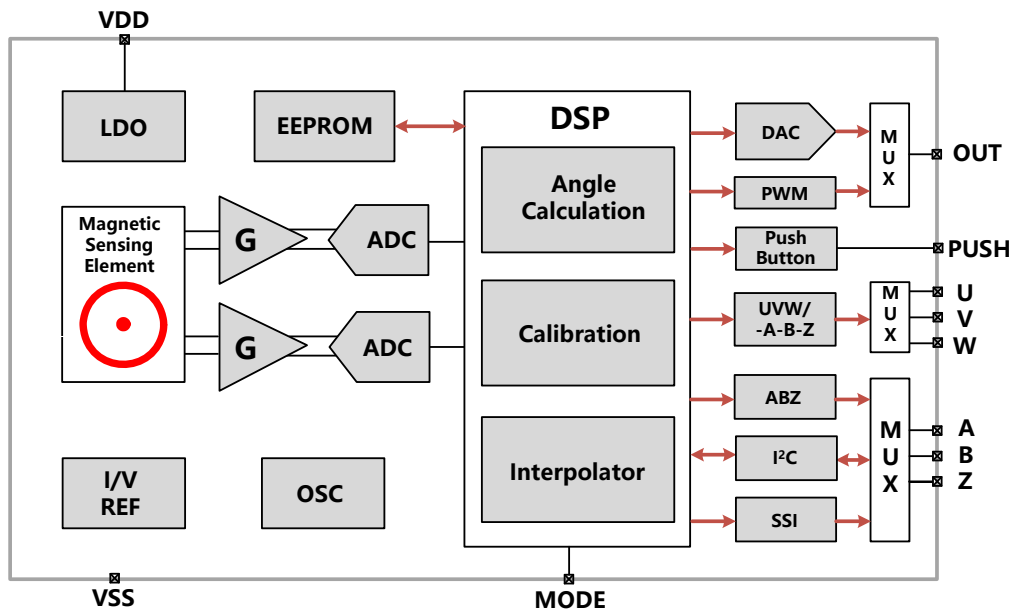 VDD
LDO
EEPROM
DSP
DAC
M
U
X
OUT
Angle
Calculation
PWM
Magnetic
Sensing
Element
G
ADC
Push
Button
PUSH
Calibration
UVW/
-A-B-Z
M
U
X
U
V
W
G
ADC
ABZ
M
U
X
A
B
Z
I²C
Interpolator
I/V
REF
OSC
SSI
VSS
MODE